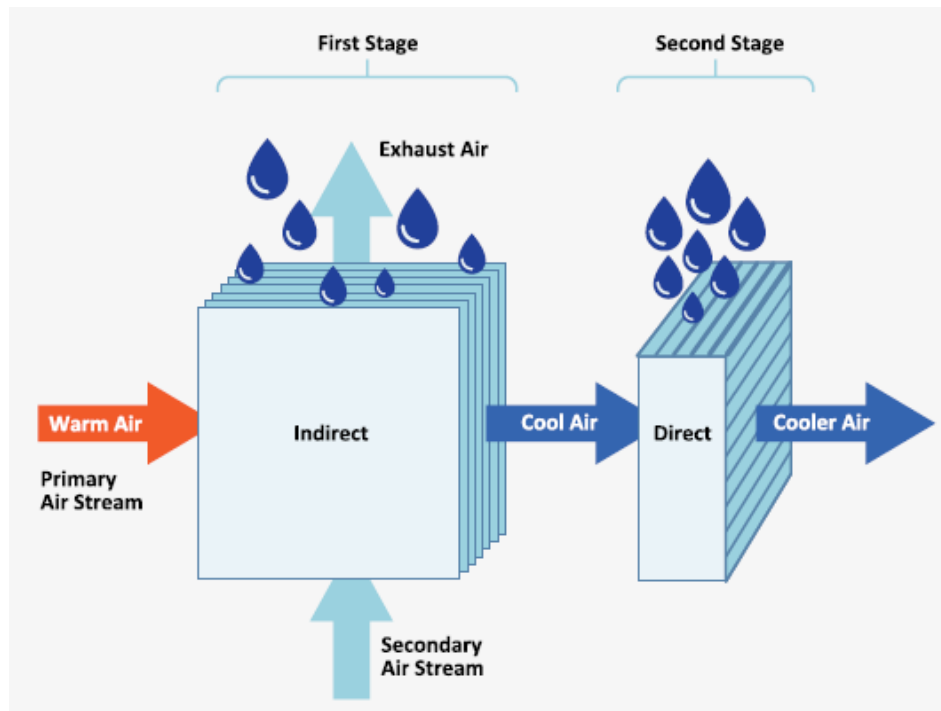 First Stage
Second Stage
Exhaust Air
Warm Air
Indirect
Cool Air
Direct
Cooler Air
Primary
Air Stream
Secondary
Air Stream